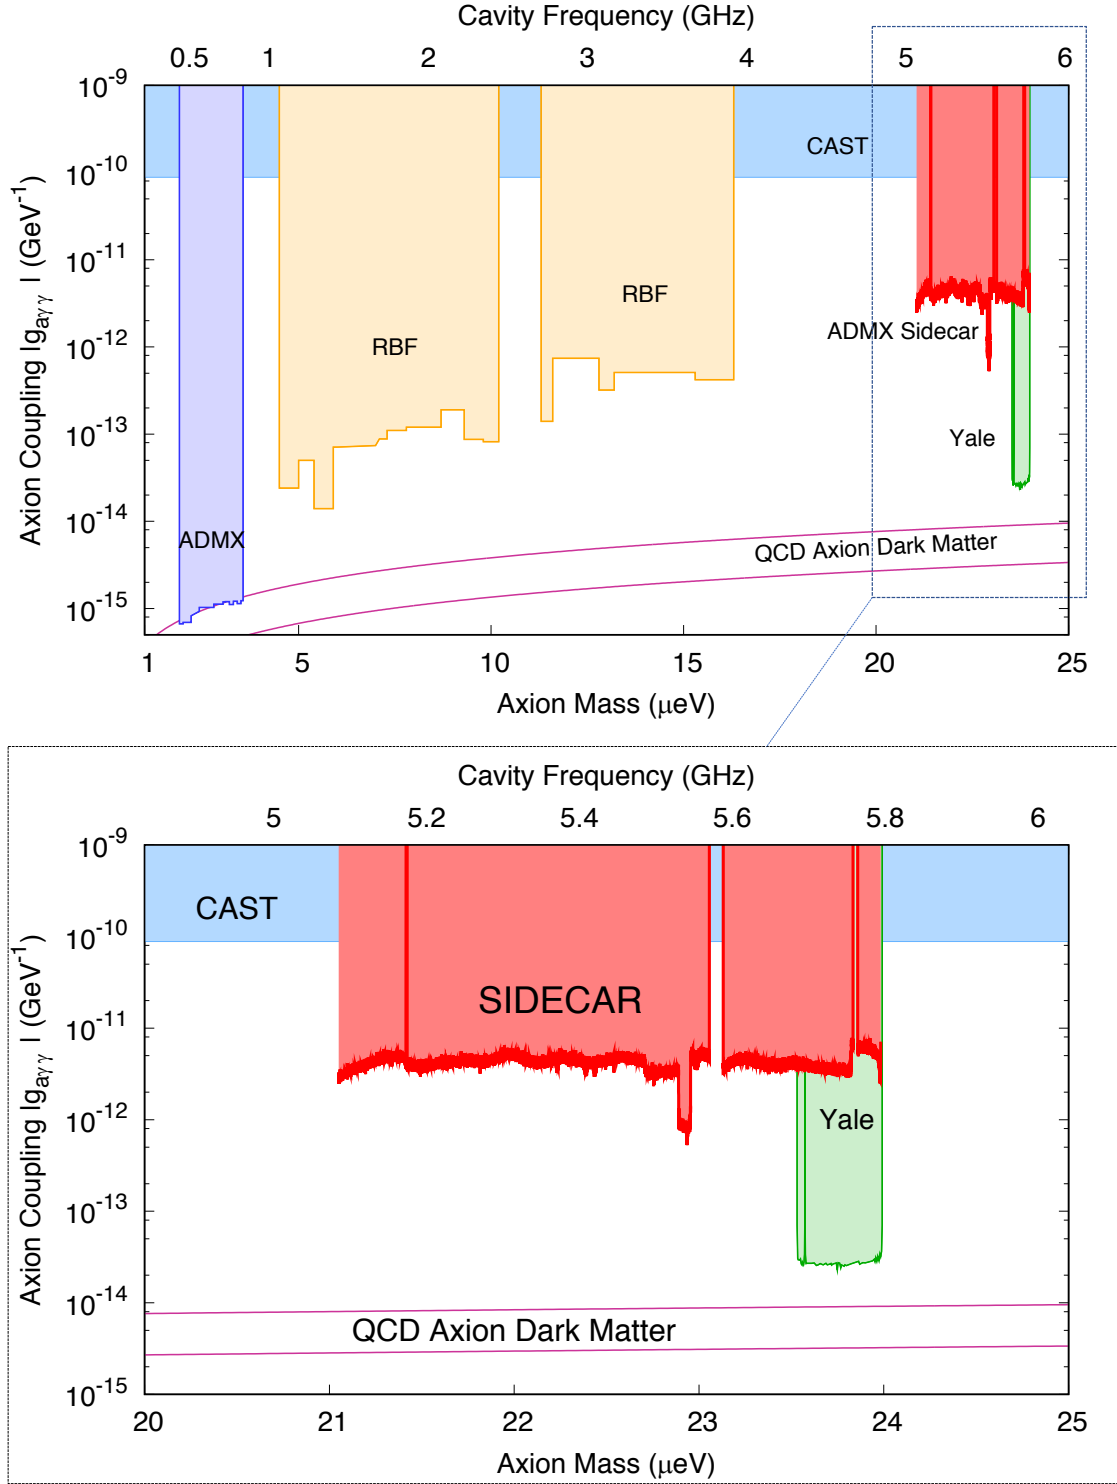 Cavity Frequency (GHz)
0.5 1 2 3 4 5 6
10-9
10-10
10-11
10-12
10-13
10-14
10-15
Axion Coupling |gaγγ | (GeV-1)
CAST
RBF
RBF
ADMX Sidecar
Yale
ADMX
QCD Axion Dark Matter
1 5 10 15 20 25
Axion Mass (μeV)
Cavity Frequency (GHz)
5 5.2 5.4 5.6 5.8 6
10-9
10-10
10-11
10-12
10-13
10-14
10-15
Axion Coupling |gaγγ | (GeV-1)
CAST
SIDECAR
Yale
QCD Axion Dark Matter
20 21 22 23 24 25
Axion Mass (μeV)